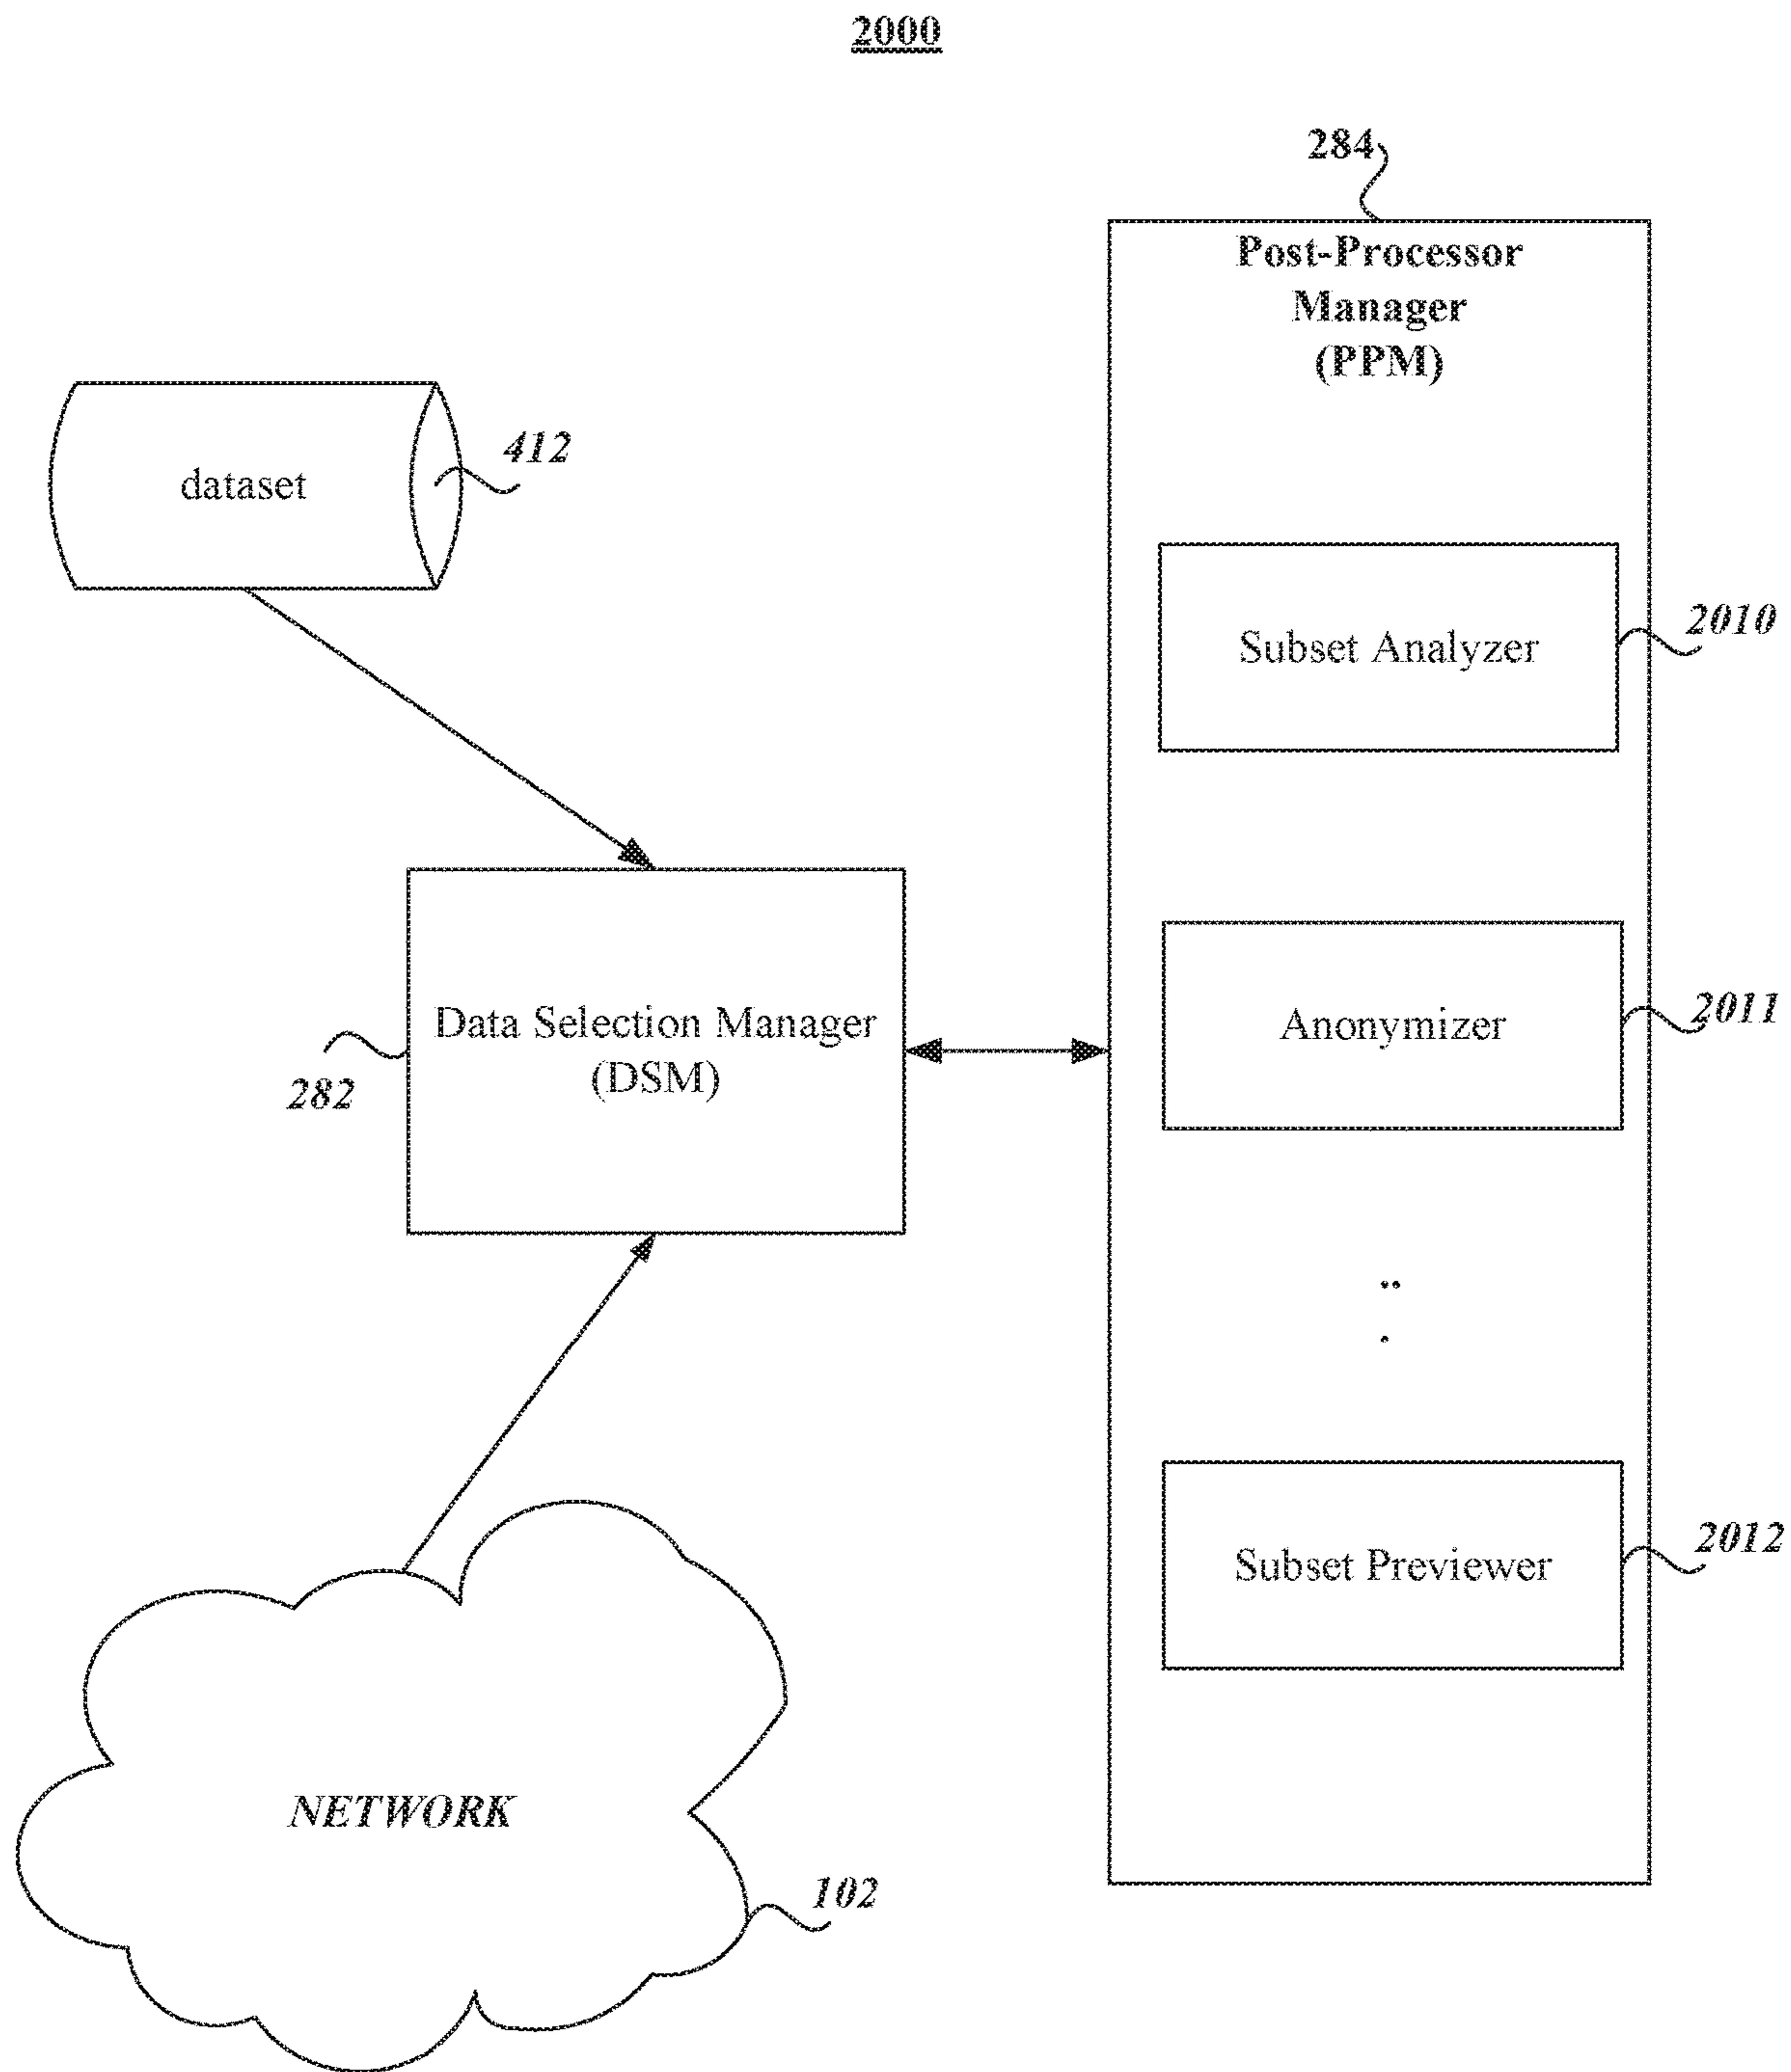 2000
284
Post-Processor
Manager
(PPM)
412
dataset
2010
Subset Analyzer
2011
Data Selection Manager
(DSM)
Anonymizer
282
2012
Subset Previewer
NETWORK
102